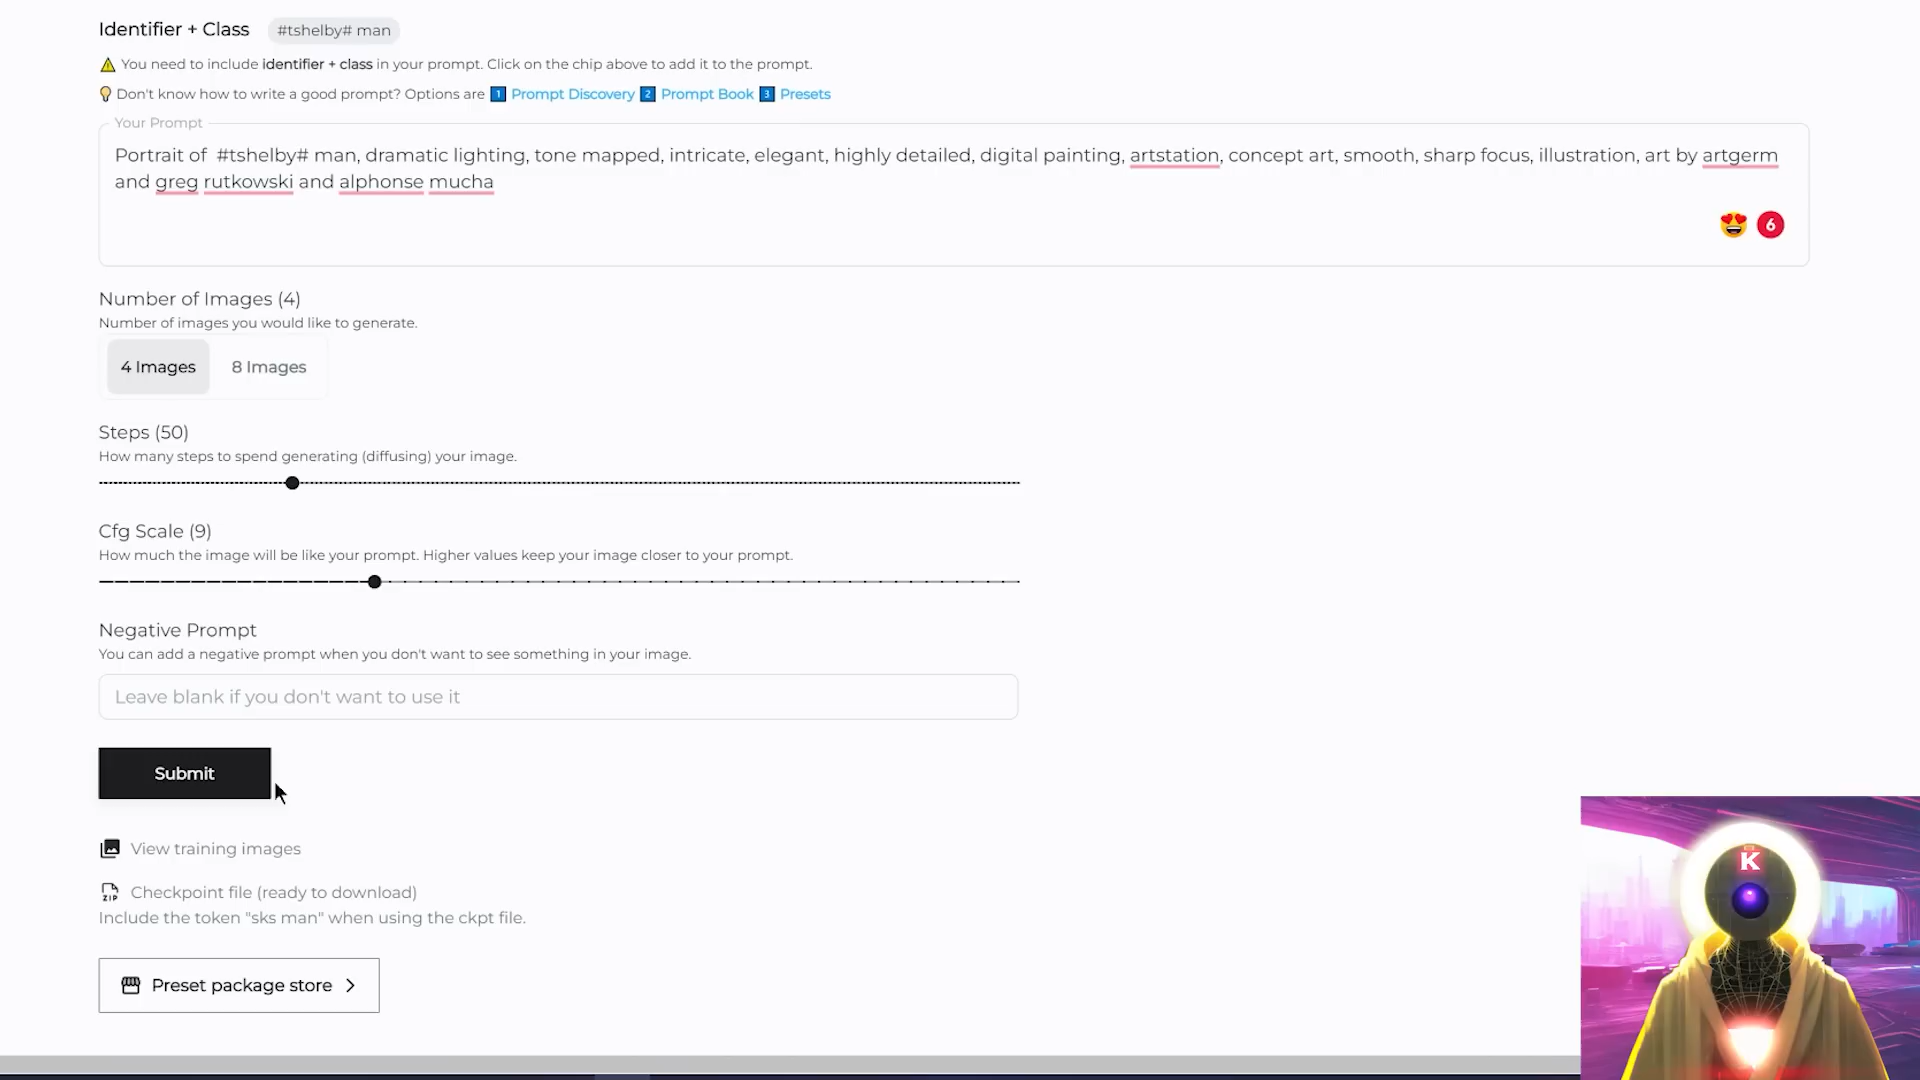 Identifier + Class #tshelby# man
You need to include identifier + class in your prompt. Click on the chip above to add it to the prompt.
Don't know how to write a good prompt? Options are 1 Prompt Discovery 2 Prompt Book 3 Presets
Your Prompt
Portrait of  #tshelby# man, dramatic lighting, tone mapped, intricate, elegant, highly detailed, digital painting, artstation, concept art, smooth, sharp focus, illustration, art by artgerm
and greg rutkowski and alphonse mucha
6
Number of Images (4)
Number of images you would like to generate.
4 Images 8 Images
Steps (50)
How many steps to spend generating (diffusing) your image.
Cfg Scale (9)
How much the image will be like your prompt. Higher values keep your image closer to your prompt.
Negative Prompt
You can add a negative prompt when you don't want to see something in your image.
Leave blank if you don't want to use it
Submit
View training images
ZIP Checkpoint file (ready to download)
Include the token "sks man" when using the ckpt file.
Preset package store
K